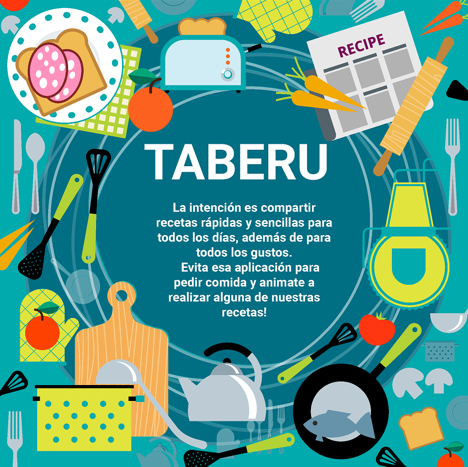 RECIPE
TABERU
La intención es compartir
recetas rápidas y sencillas para
todos los días, además de para
todos los gustos.
Evita esa aplicación para
pedir comida y animate a
realizar alguna de nuestras
recetas!